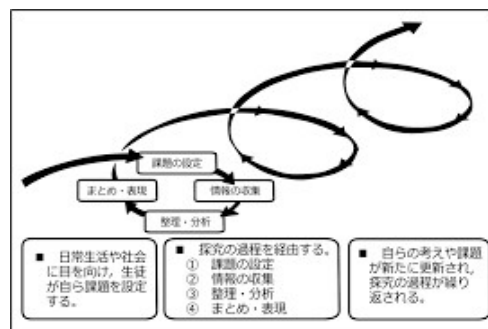 課題の設定
まとめ・表現
情報の収集
整理・分析
■ 日常生活や社会
に目を向け，生徒
が自ら課題を設定
する。
■ 探究の過程を経由する。
① 課題の設定
② 情報の収集
③ 整理・分析
④ まとめ・表現
■ 自らの考えや課題
が新たに更新され，
探究の過程が繰り
返される。